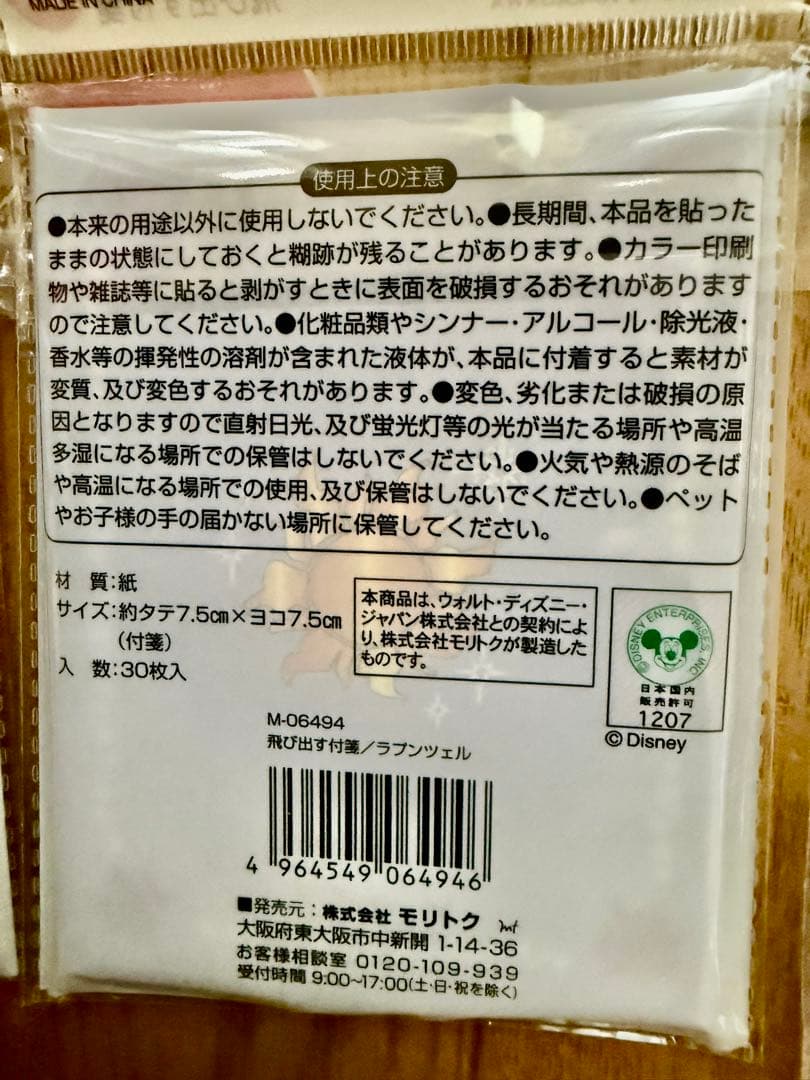 MADE IN CHINA
使用上の注意
●本来の用途以外に使用しないでください。●長期間、本品を貼った
ままの状態にしておくと糊跡が残ることがあります。●カラー印刷
物や雑誌等に貼ると剥がすときに表面を破損するおそれがあります
ので注意してください。●化粧品類やシンナー・アルコール・除光液・
香水等の揮発性の溶剤が含まれた液体が、本品に付着すると素材が
変質、及び変色するおそれがあります。●変色、劣化または破損の原
因となりますので直射日光、及び蛍光灯等の光が当たる場所や高温
多湿になる場所での保管はしないでください。●火気や熱源のそば
や高温になる場所での使用、及び保管はしないでください。●ペット
やお子様の手の届かない場所に保管してください。
材 質:紙
サイズ:約タテ7.5cm×ヨコ7.5cm
(付箋)
入 数:30枚入
本商品は、ウォルト・ディズニー・
ジャパン株式会社との契約によ
り、株式会社モリトクが製造した
ものです。
©DISNEY ENTERPRISES, INC
日本国内
販売許可
1207
©Disney
M-06494
飛び出す付箋/ラプンツェル
4 964549 064946
■発売元:株式会社 モリトク
大阪府東大阪市中新開 1-14-36
お客様相談室 0120-109-939
受付時間 9:00~17:00(土・日・祝を除く)